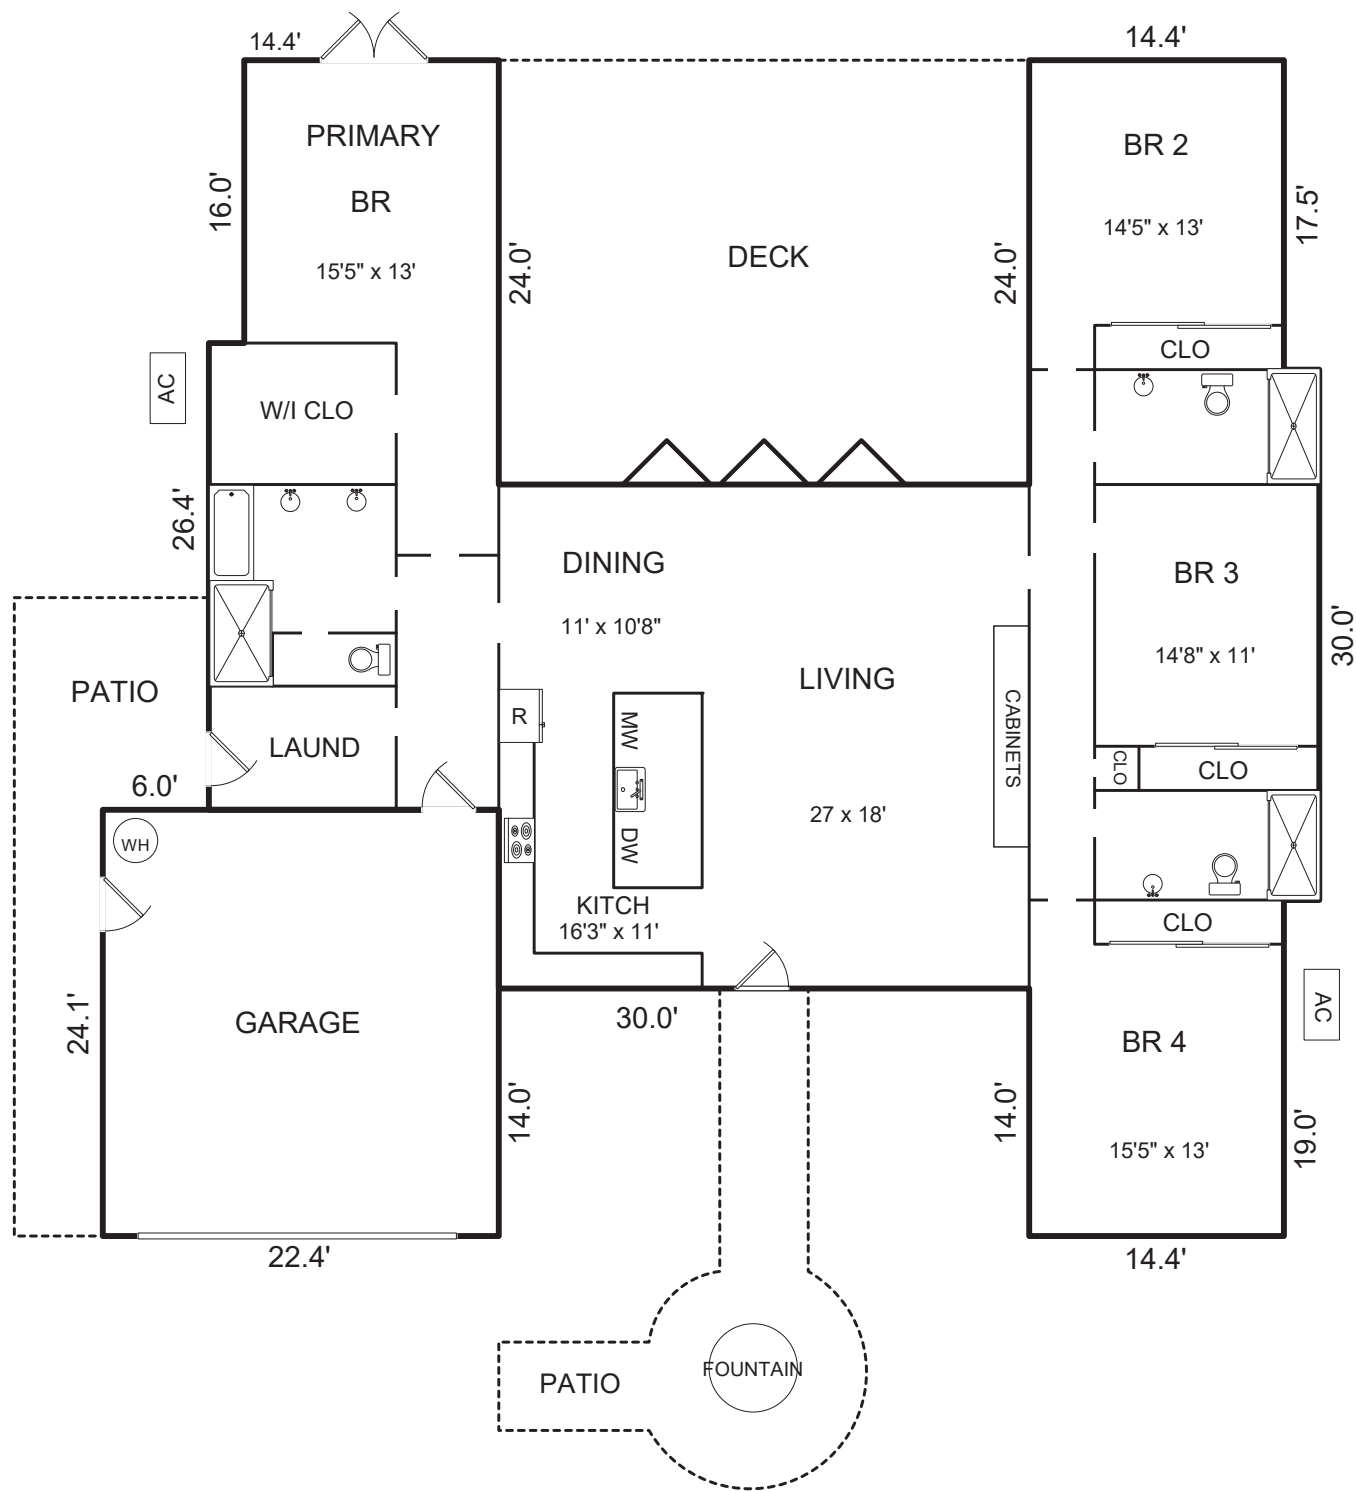 14.4'
14.4'
PRIMARY
BR
15'5" x 13'
16.0'
24.0'
DECK
24.0'
BR 2
14'5" x 13'
17.5'
CLO
AC
W/I CLO
26.4'
DINING
11' x 10'8"
BR 3
14'8" x 11'
30.0'
PATIO
LAUND
6.0'
R
MW
DW
LIVING
27 x 18'
CABINETS
CLO
CLO
WH
KITCH
16'3" x 11'
CLO
24.1'
GARAGE
30.0'
14.0'
14.0'
BR 4
15'5" x 13'
AC
19.0'
22.4'
14.4'
PATIO
FOUNTAIN